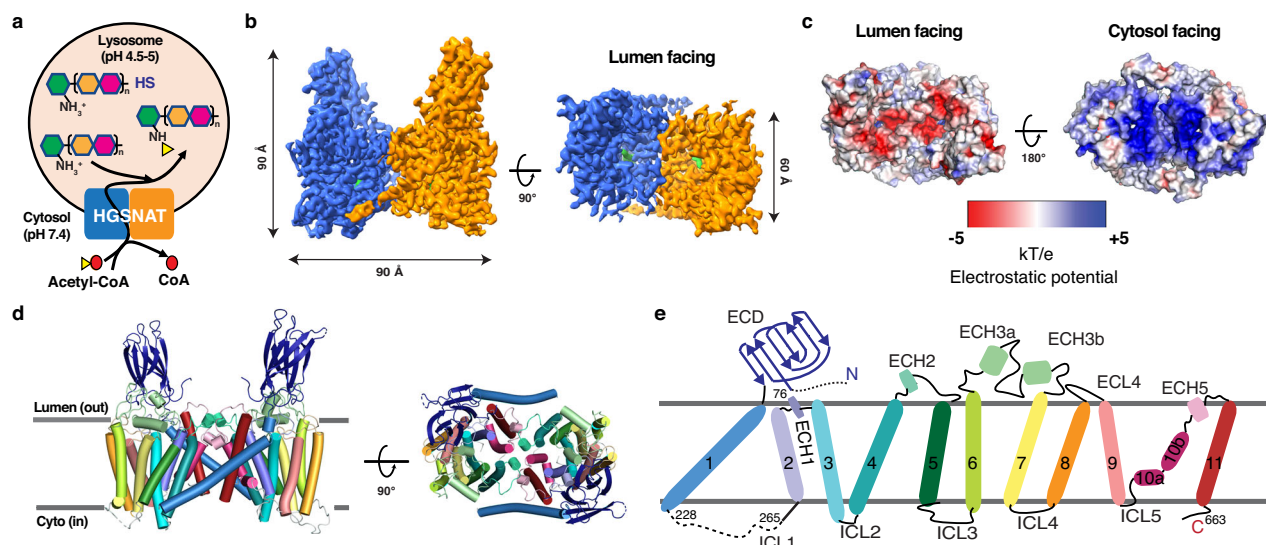 a
Lysosome
(pH 4.5-5)
HS
n
NH3+
n
NH
n
NH3+
Cytosol
(pH 7.4)
HGSNAT
Acetyl-CoA
CoA
b
90 Å
90 Å
90°
Lumen facing
60 Å
c
Lumen facing
Cytosol facing
180°
-5
+5
kT/e
Electrostatic potential
d
Lumen (out)
Cyto (in)
90°
e
ECD
N
76
ECH1
ECH2
ECH3a
ECH3b
ECL4
ECH5
1
2
3
4
5
6
7
8
9
10a
10b
11
228
265
ICL1
ICL2
ICL3
ICL4
ICL5
C663